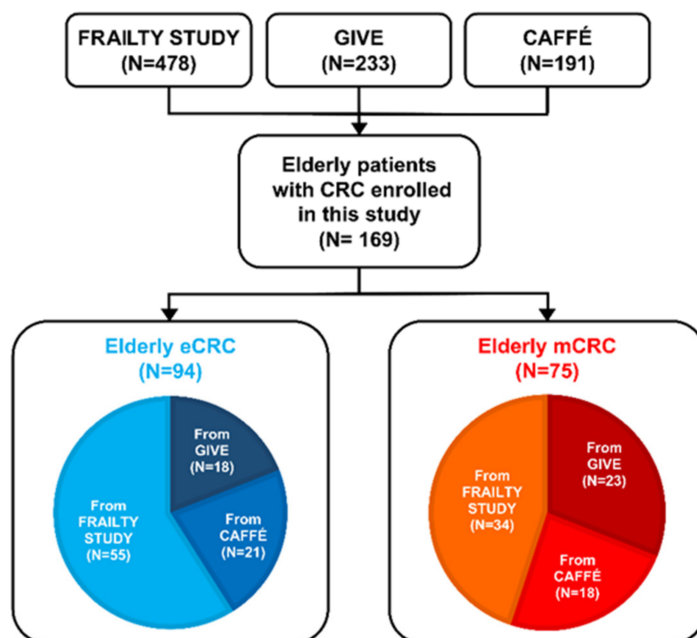 FRAILTY STUDY
(N=478)
GIVE
(N=233)
CAFFÉ
(N=191)
Elderly patients
with CRC enrolled
in this study
(N= 169)
Elderly eCRC
(N=94)
From
GIVE
(N=18)
From
FRAILTY
STUDY
(N=55)
From
CAFFÉ
(N=21)
Elderly mCRC
(N=75)
From
GIVE
(N=23)
From
FRAILTY
STUDY
(N=34)
From
CAFFÉ
(N=18)